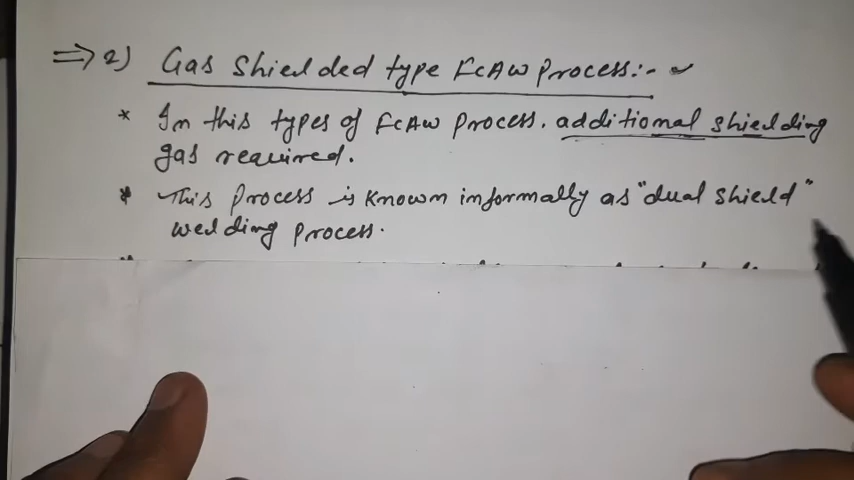 ⇒ 2) Gas Shielded type FCAW Process:- ✓
* In this types of FCAW Process. additional shielding
gas required.
* This Process is known informally as "dual shield"
welding process.